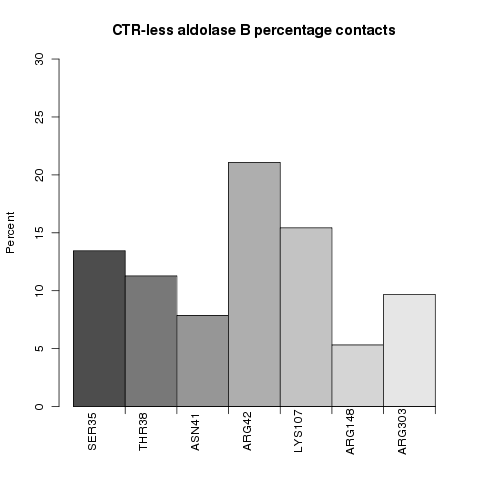 CTR-less aldolase B percentage contacts
Percent
30
25
20
15
10
5
0
SER35
THR38
ASN41
ARG42
LYS107
ARG148
ARG303